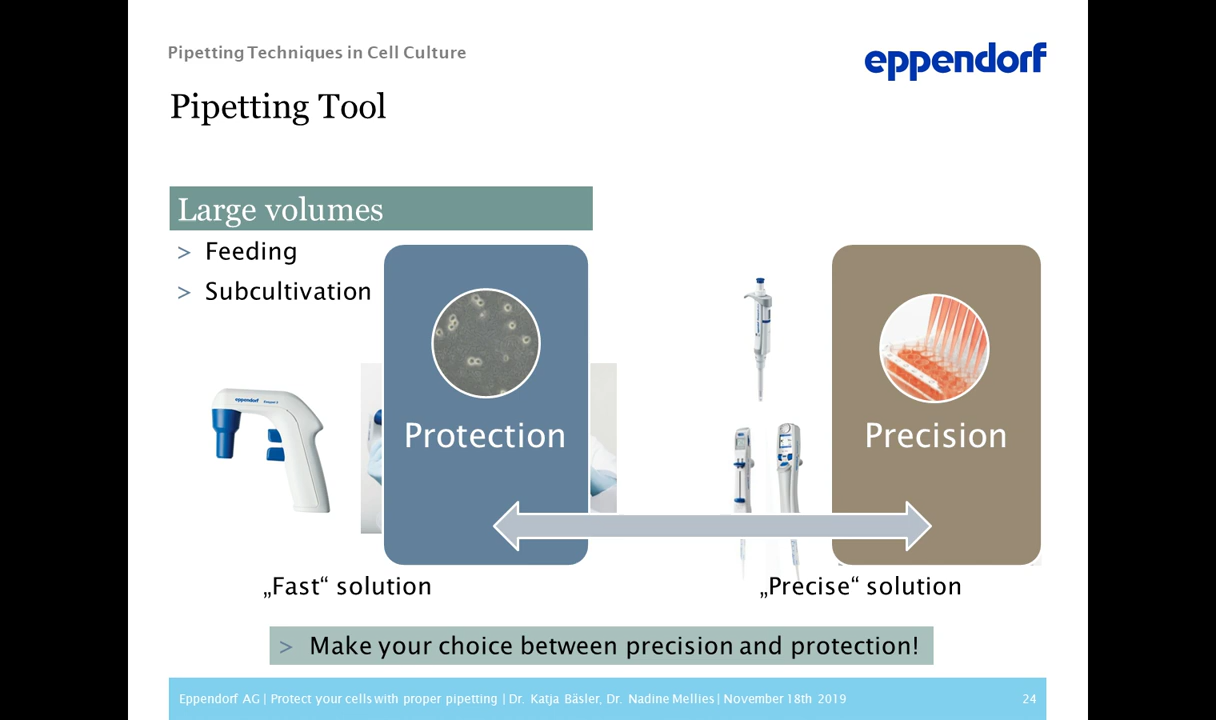 Pipetting Techniques in Cell Culture
eppendorf
Pipetting Tool
Large volumes
> Feeding
> Subcultivation
eppendorf
Protection
Precision
„Fast“ solution
„Precise“ solution
> Make your choice between precision and protection!
Eppendorf AG | Protect your cells with proper pipetting | Dr. Katja Bäsler, Dr. Nadine Mellies | November 18th 2019
24